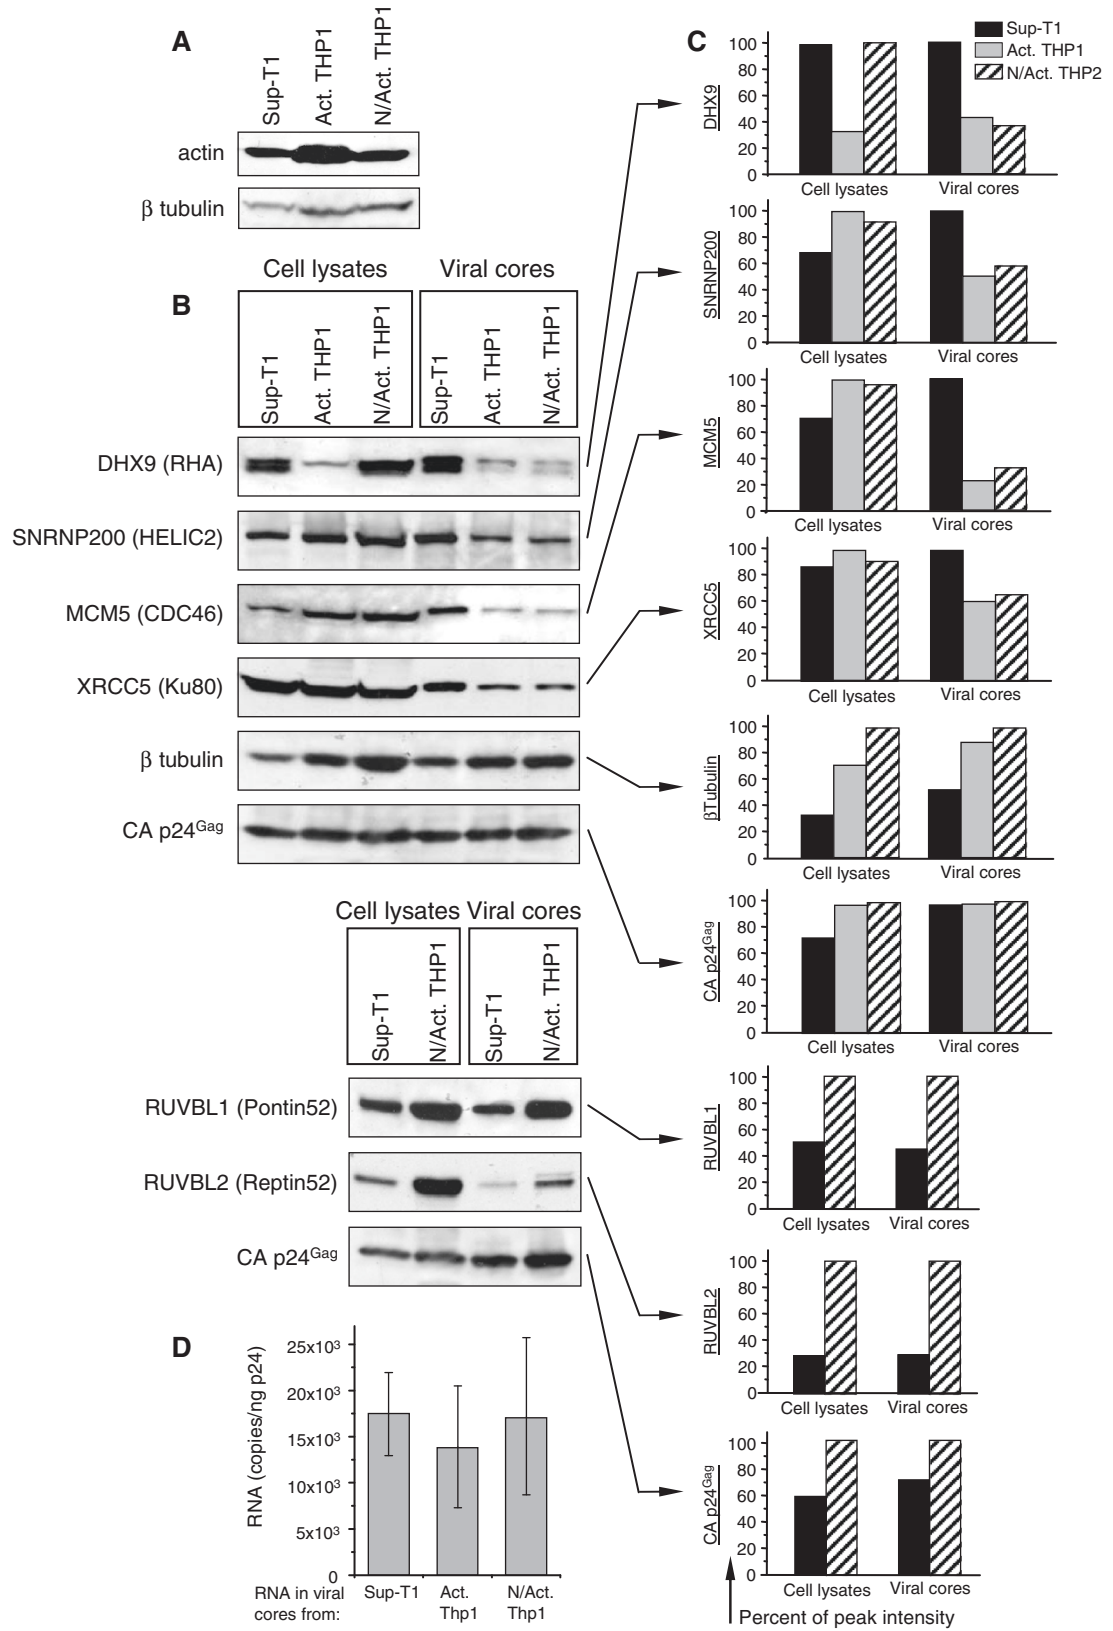 A
Sup-T1
Act. THP1
N/Act. THP1
actin
β tubulin
B
Cell lysates
Viral cores
Sup-T1
Act. THP1
N/Act. THP1
Sup-T1
Act. THP1
N/Act. THP1
DHX9 (RHA)
SNRNP200 (HELIC2)
MCM5 (CDC46)
XRCC5 (Ku80)
β tubulin
CA p24Gag
Cell lysates
Viral cores
Sup-T1
N/Act. THP1
Sup-T1
N/Act. THP1
RUVBL1 (Pontin52)
RUVBL2 (Reptin52)
CA p24Gag
C
Sup-T1
Act. THP1
N/Act. THP2
DHX9
100
80
60
40
20
0
Cell lysates
Viral cores
SNRNP200
100
80
60
40
20
0
Cell lysates
Viral cores
MCM5
100
80
60
40
20
0
Cell lysates
Viral cores
XRCC5
100
80
60
40
20
0
Cell lysates
Viral cores
βTubulin
100
80
60
40
20
0
Cell lysates
Viral cores
CA p24Gag
100
80
60
40
20
0
Cell lysates
Viral cores
RUVBL1
100
80
60
40
20
0
Cell lysates
Viral cores
RUVBL2
100
80
60
40
20
0
Cell lysates
Viral cores
CA p24Gag
100
80
60
40
20
0
Cell lysates
Viral cores
Percent of peak intensity
D
RNA (copies/ng p24)
25x10³
20x10³
15x10³
10x10³
5x10³
0
RNA in viral
cores from:
Sup-T1
Act.
Thp1
N/Act.
Thp1